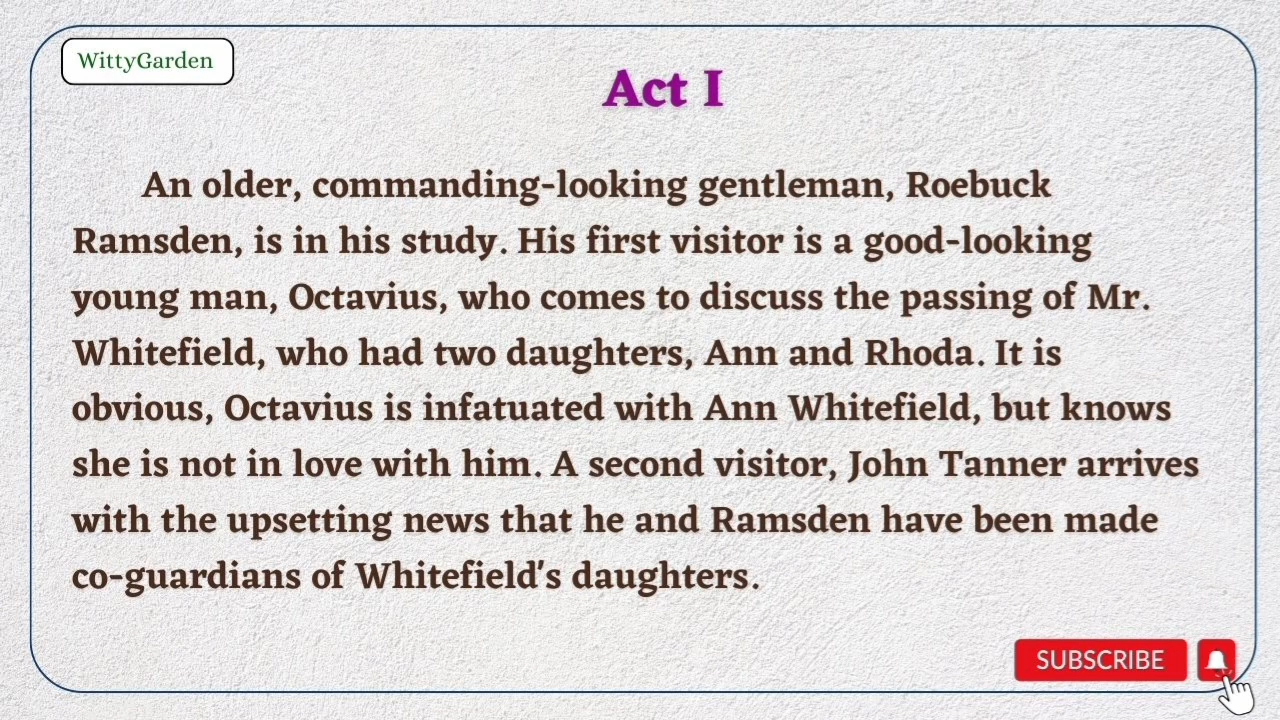 WittyGarden
Act I
An older, commanding-looking gentleman, Roebuck
Ramsden, is in his study. His first visitor is a good-looking
young man, Octavius, who comes to discuss the passing of Mr.
Whitefield, who had two daughters, Ann and Rhoda. It is
obvious, Octavius is infatuated with Ann Whitefield, but knows
she is not in love with him. A second visitor, John Tanner arrives
with the upsetting news that he and Ramsden have been made
co-guardians of Whitefield's daughters.
SUBSCRIBE